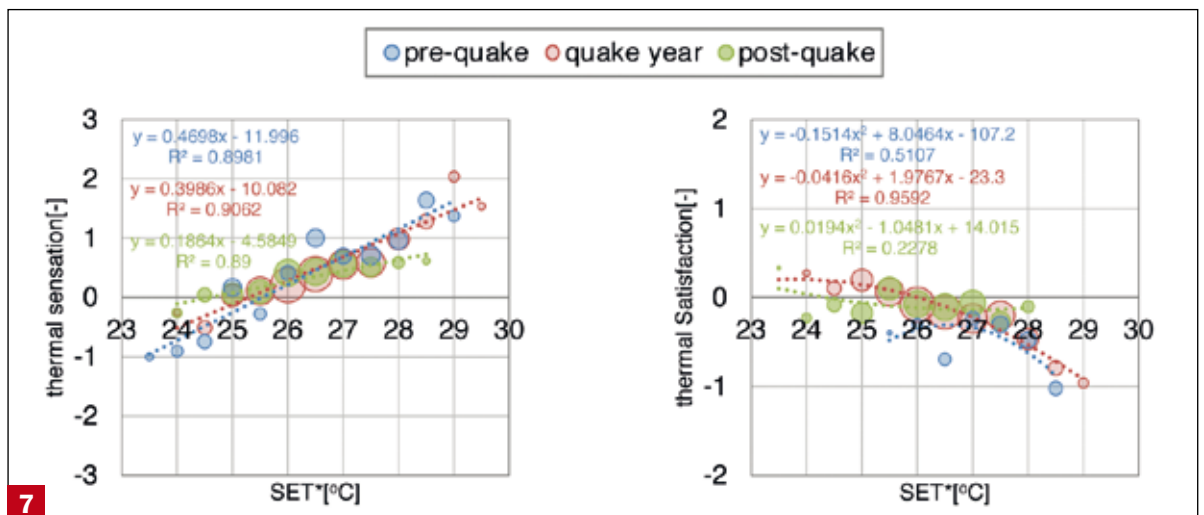 pre-quake quake year post-quake
3
2
1
0
-1
-2
-3
thermal sensation[-]
y = 0.4698x - 11.996
R² = 0.8981
y = 0.3986x - 10.082
R² = 0.9062
y = 0.1864x - 4.5849
R² = 0.89
23 24 25 26 27 28 29 30
SET*[°C]
2
1
0
-1
-2
thermal Satisfaction[-]
y = -0.1514x² + 8.0464x - 107.2
R² = 0.5107
y = -0.0416x² + 1.9767x - 23.3
R² = 0.9592
y = 0.0194x² - 1.0481x + 14.015
R² = 0.2278
23 24 25 26 27 28 29 30
SET*[°C]
7